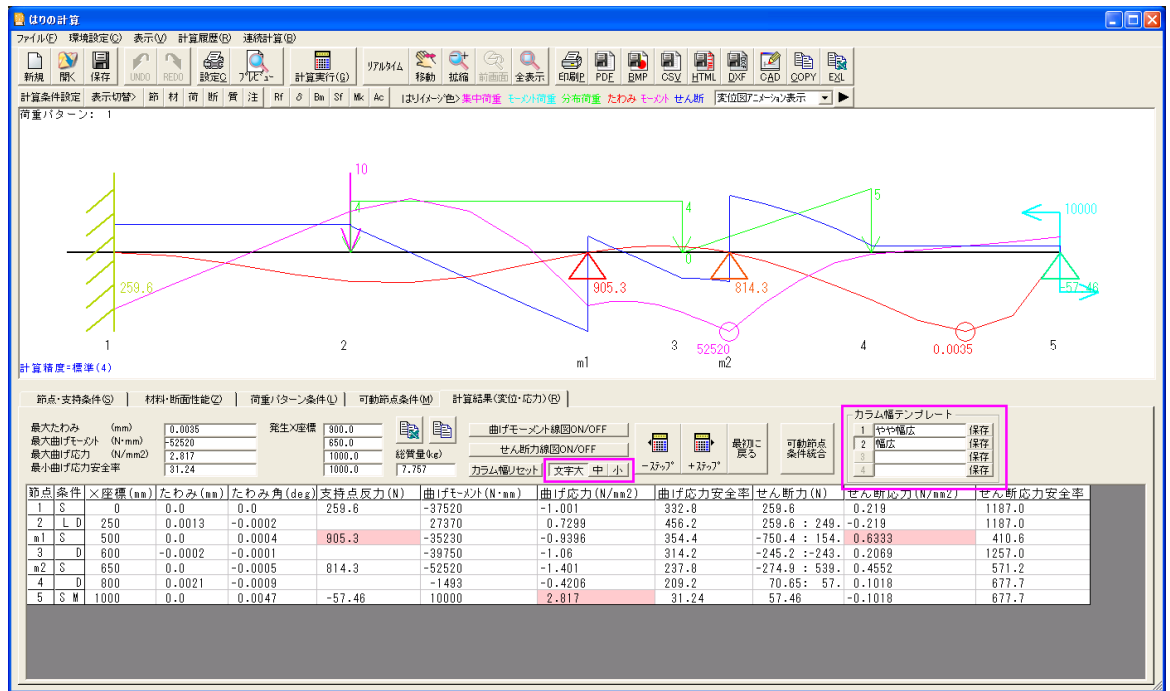 はりの計算
ファイル(F) 環境設定(C) 表示(V) 計算履歴(R) 連続計算(B)
新規 開く 保存 UNDO REDO 設定C ﾌﾟﾚﾋﾞｭｰ 計算実行(G) ﾘｱﾙﾀｲﾑ 移動 拡縮 前画面 全表示 印刷P PDF BMP CSV HTML DXF CAD COPY EXL
計算条件設定 表示切替> 節 材 荷 断 質 注 Rf δ Bm Sf Mk Ac はりｲﾒｰｼﾞ色>集中荷重 ﾓｰﾒﾝﾄ荷重 分布荷重 たわみ ﾓｰﾒﾝﾄ せん断 変位図ｱﾆﾒｰｼｮﾝ表示
荷重パターン: 1
10
4 4 5 10000
0
259.6 905.3 814.3 -57.46
1 2 3 52520 4 0.0035 5
m1 m2
計算精度=標準(4)
節点・支持条件(S) 材料・断面性能(Z) 荷重パターン条件(L) 可動節点条件(M) 計算結果(変位・応力)(R)
最大たわみ (mm) 0.0035 発生X座標 900.0
最大曲げﾓｰﾒﾝﾄ (N・mm) -52520 650.0
最大曲げ応力 (N/mm2) 2.817 1000.0 総質量(kg)
最小曲げ応力安全率 31.24 1000.0 7.757
曲げモーメント線図ON/OFF
せん断力線図ON/OFF
カラム幅リセット 文字大 中 小
-ｽﾃｯﾌﾟ +ｽﾃｯﾌﾟ 最初に戻る 可動節点条件統合
カラム幅テンプレート
1 やや幅広 保存
2 幅広 保存
3 保存
4 保存
節点 条件 X座標(mm) たわみ(mm) たわみ角(deg) 支持点反力(N) 曲げﾓｰﾒﾝﾄ(N・mm) 曲げ応力(N/mm2) 曲げ応力安全率 せん断力(N) せん断応力(N/mm2) せん断応力安全率
1 S 0 0.0 0.0 259.6 -37520 -1.001 332.8 259.6 0.219 1187.0
2 L D 250 0.0013 -0.0002 27370 0.7299 456.2 259.6 : 249. -0.219 1187.0
m1 S 500 0.0 0.0004 905.3 -35230 -0.9396 354.4 -750.4 : 154. 0.6333 410.6
3 D 600 -0.0002 -0.0001 -39750 -1.06 314.2 -245.2 :-243. 0.2069 1257.0
m2 S 650 0.0 -0.0005 814.3 -52520 -1.401 237.8 -274.9 : 539. 0.4552 571.2
4 D 800 0.0021 -0.0009 -1493 -0.4206 209.2 70.65: 57. 0.1018 677.7
5 S M 1000 0.0 0.0047 -57.46 10000 2.817 31.24 57.46 -0.1018 677.7